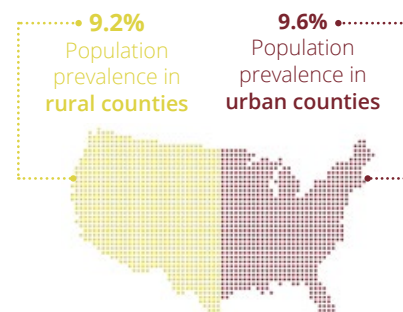 9.2%
Population
prevalence in
rural counties
9.6%
Population
prevalence in
urban counties